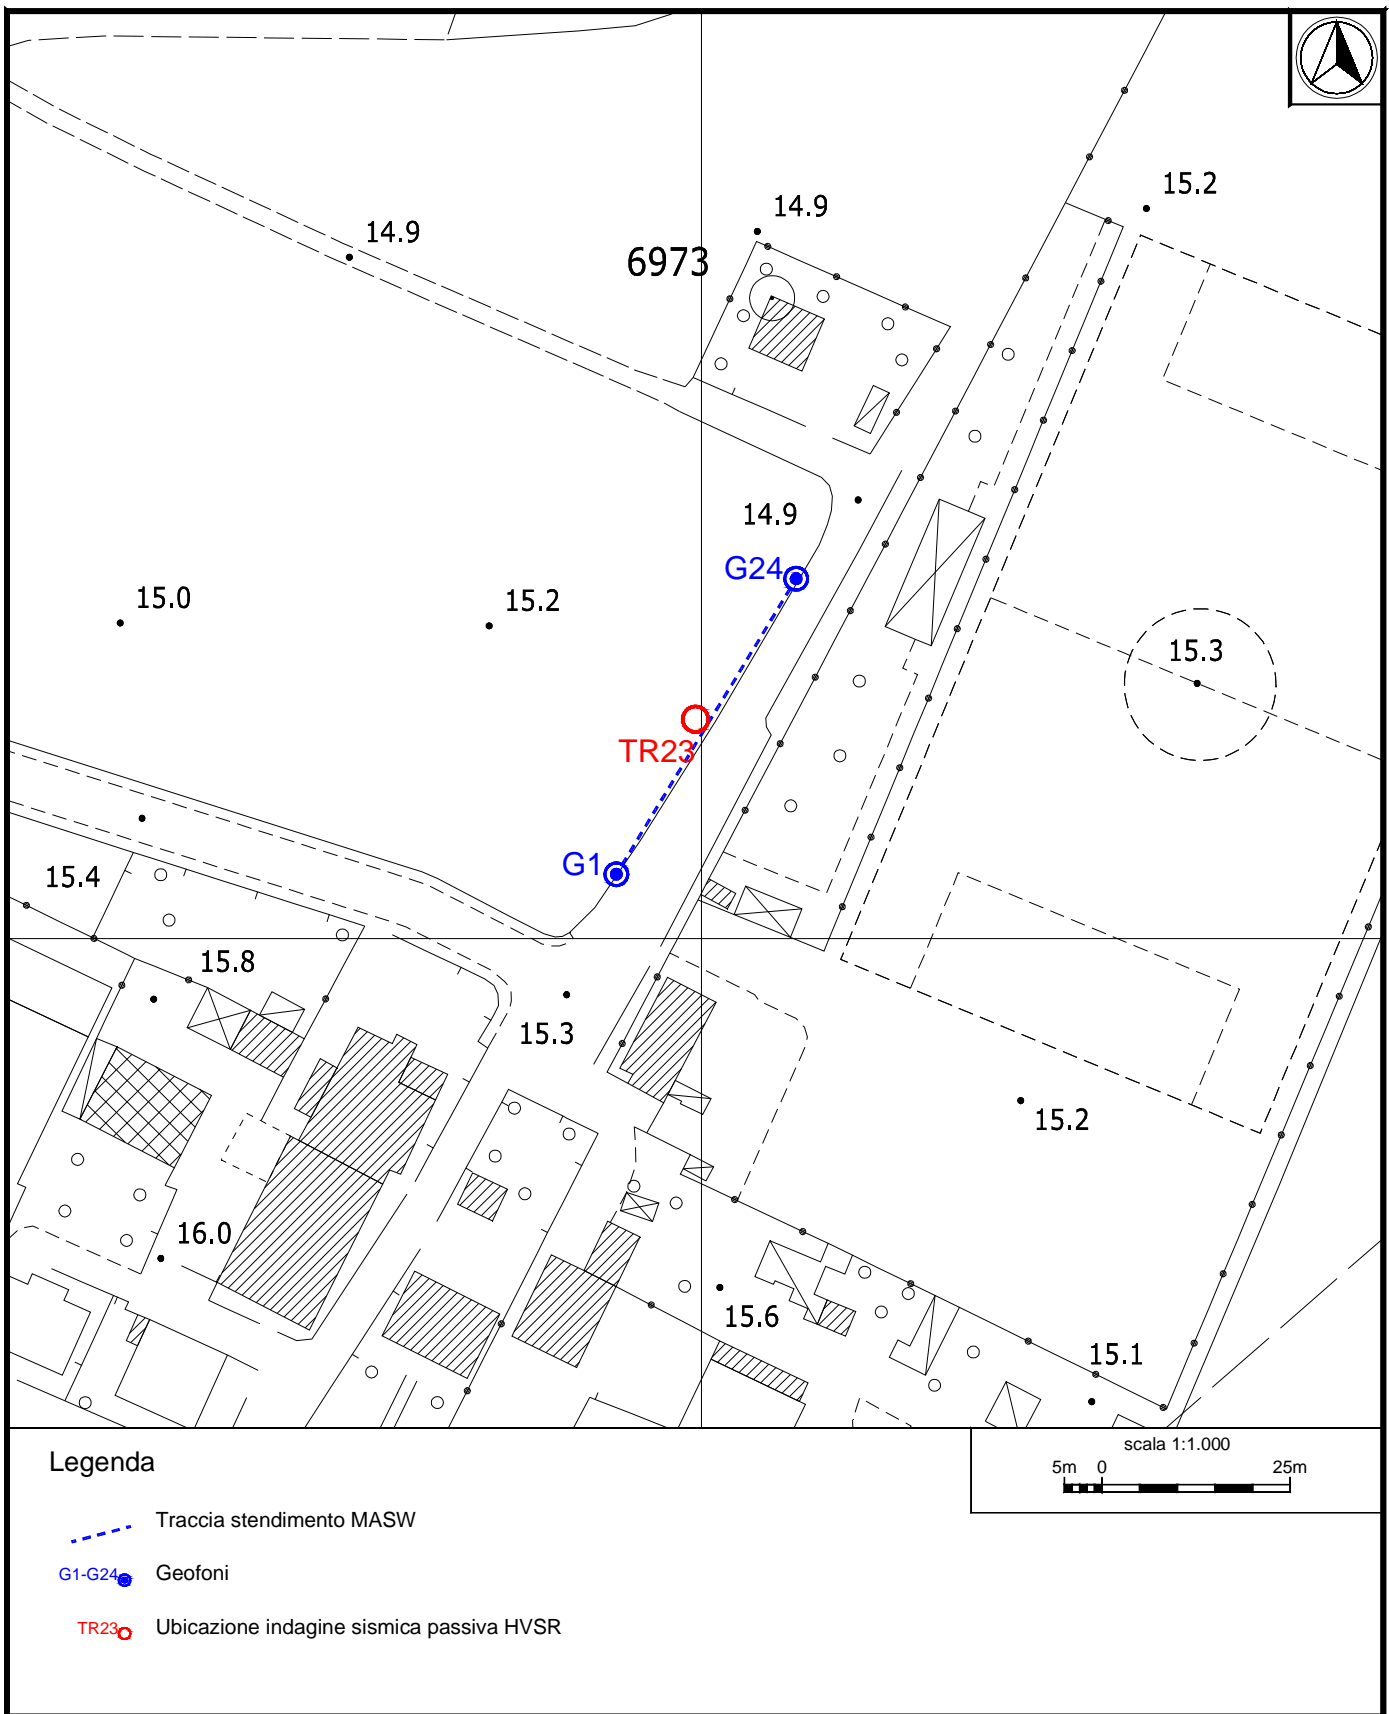 15.2
14.9
14.9
6973
14.9
G24
15.0
15.2
15.3
TR23
G1
15.4
15.8
15.3
15.2
16.0
15.6
15.1
scala 1:1.000
5m 0 25m
Legenda
Traccia stendimento MASW
G1-G24 Geofoni
TR23 Ubicazione indagine sismica passiva HVSR